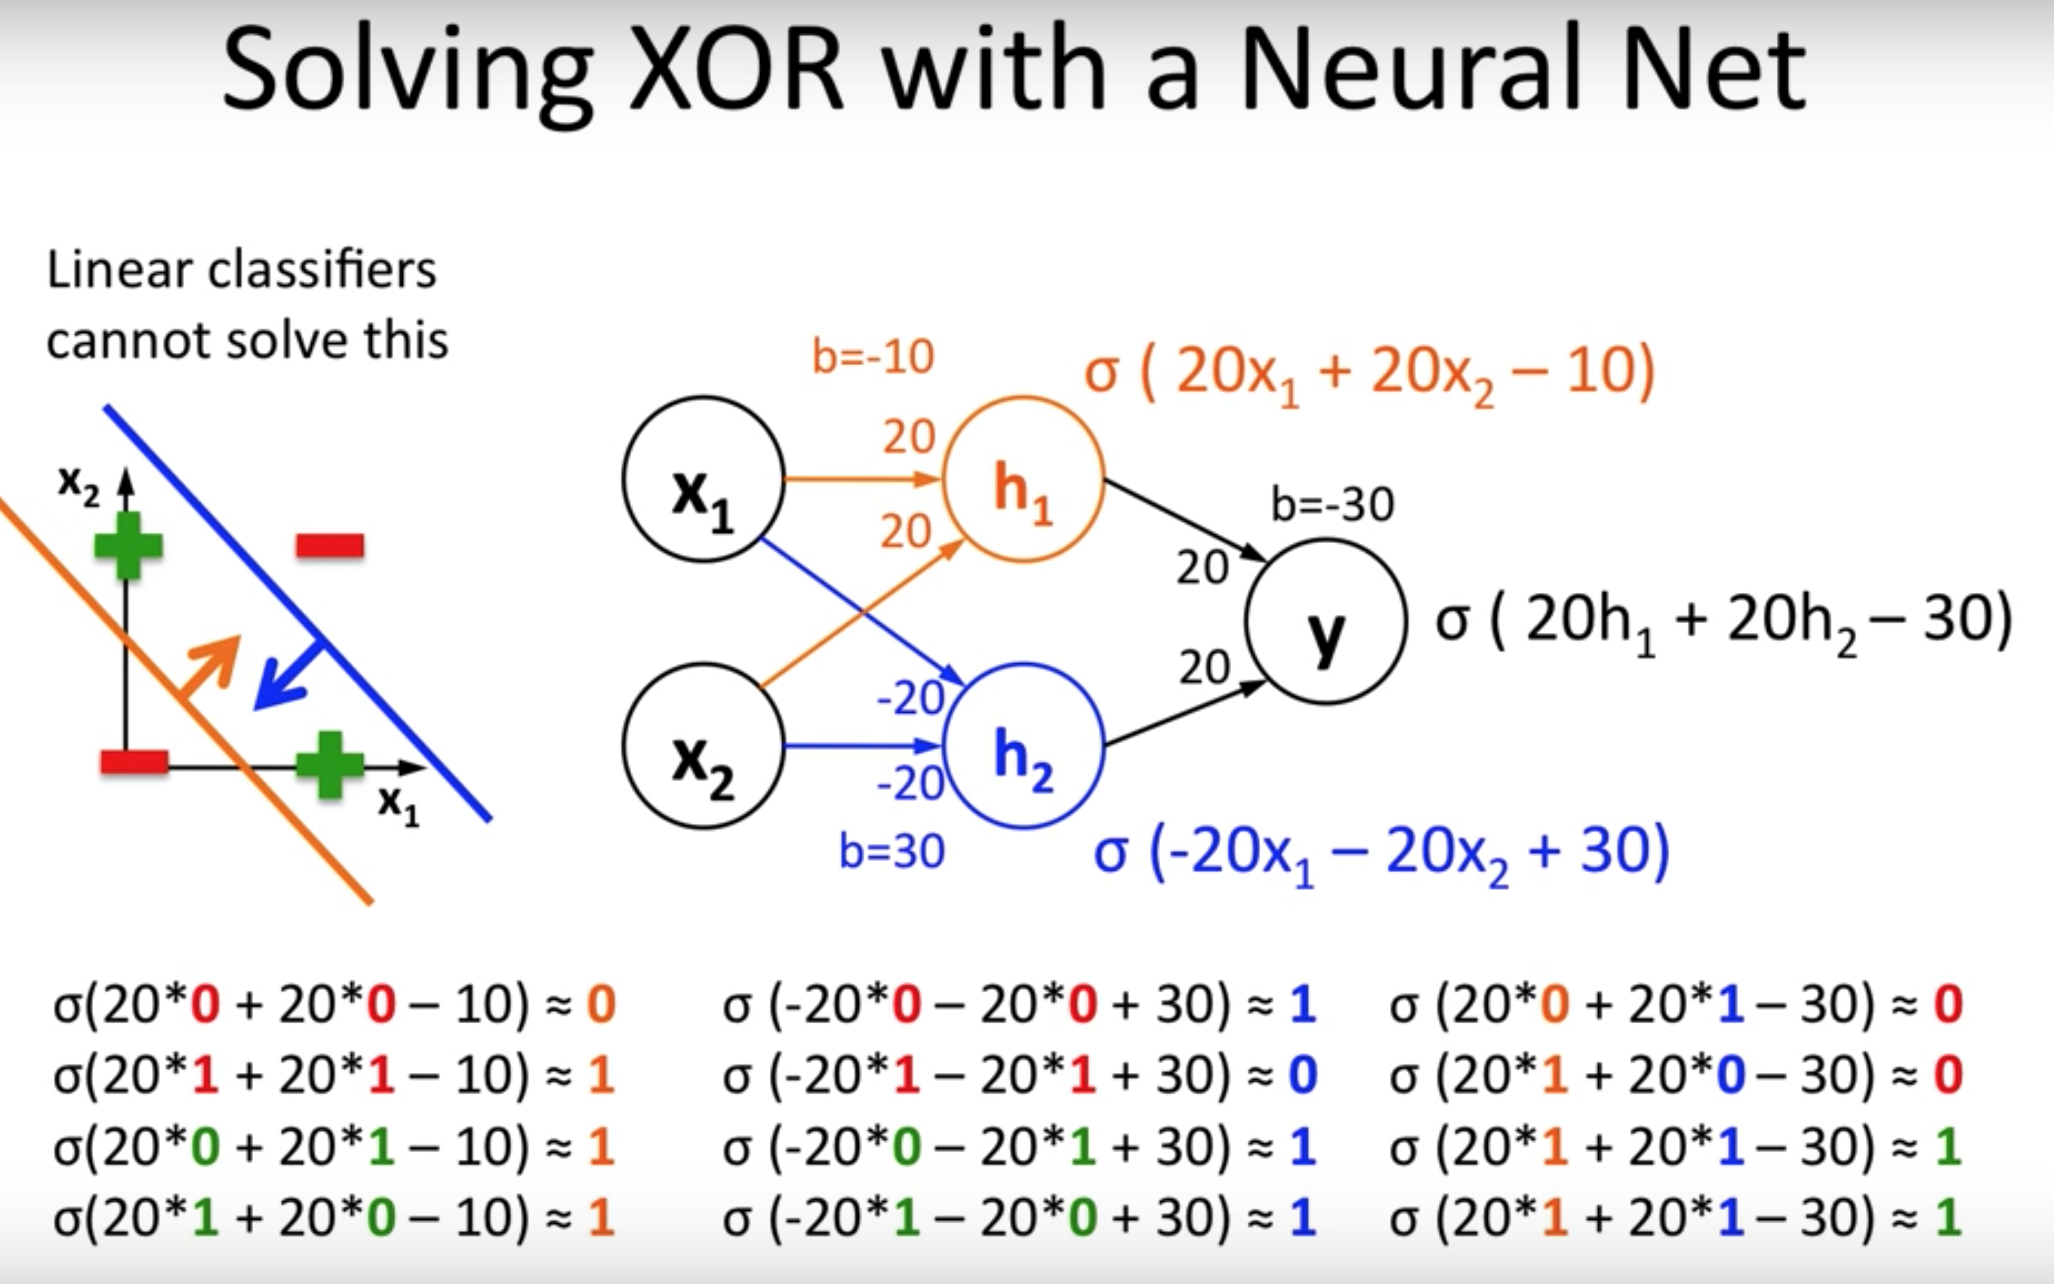 Solving XOR with a Neural Net
Linear classifiers
cannot solve this
x₂
x₁
b=-10
σ ( 20x₁ + 20x₂ – 10)
20
20
x₁
h₁
b=-30
20
y
σ ( 20h₁ + 20h₂ – 30)
20
x₂
-20
-20
h₂
b=30
σ (-20x₁ – 20x₂ + 30)
σ(20*0 + 20*0 – 10) ≈ 0 σ (-20*0 – 20*0 + 30) ≈ 1 σ (20*0 + 20*1 – 30) ≈ 0
σ(20*1 + 20*1 – 10) ≈ 1 σ (-20*1 – 20*1 + 30) ≈ 0 σ (20*1 + 20*0 – 30) ≈ 0
σ(20*0 + 20*1 – 10) ≈ 1 σ (-20*0 – 20*1 + 30) ≈ 1 σ (20*1 + 20*1 – 30) ≈ 1
σ(20*1 + 20*0 – 10) ≈ 1 σ (-20*1 – 20*0 + 30) ≈ 1 σ (20*1 + 20*1 – 30) ≈ 1